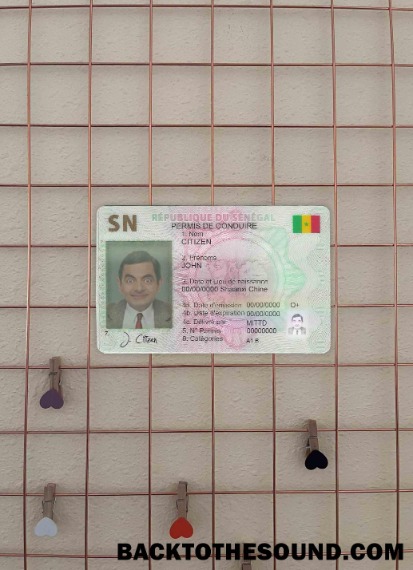 SN
RÉPUBLIQUE DU SÉNÉGAL
PERMIS DE CONDUIRE
1. Nom
CITIZEN
2. Prénoms
JOHN
3. Date et Lieu de naissance
00/00/0000 Shaanxi Chine
4a. Date d'émission 00/00/0000 O+
4b. Date d'expiration 00/00/0000
4c. Délivré par MITTD
5. N° Permis 00000000
7. J. Citizen
9. Catégories
BACKTOTHESOUND.COM